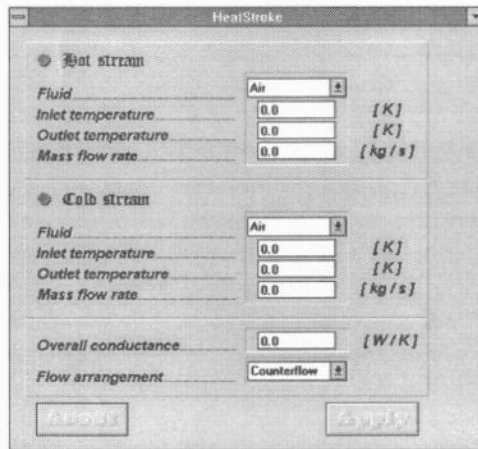 HeatStroke
Hot stream
Fluid Air
Inlet temperature 0.0 [ K ]
Outlet temperature 0.0 [ K ]
Mass flow rate 0.0 [ kg / s ]
Cold stream
Fluid Air
Inlet temperature 0.0 [ K ]
Outlet temperature 0.0 [ K ]
Mass flow rate 0.0 [ kg / s ]
Overall conductance 0.0 [ W / K ]
Flow arrangement Counterflow
About Apply